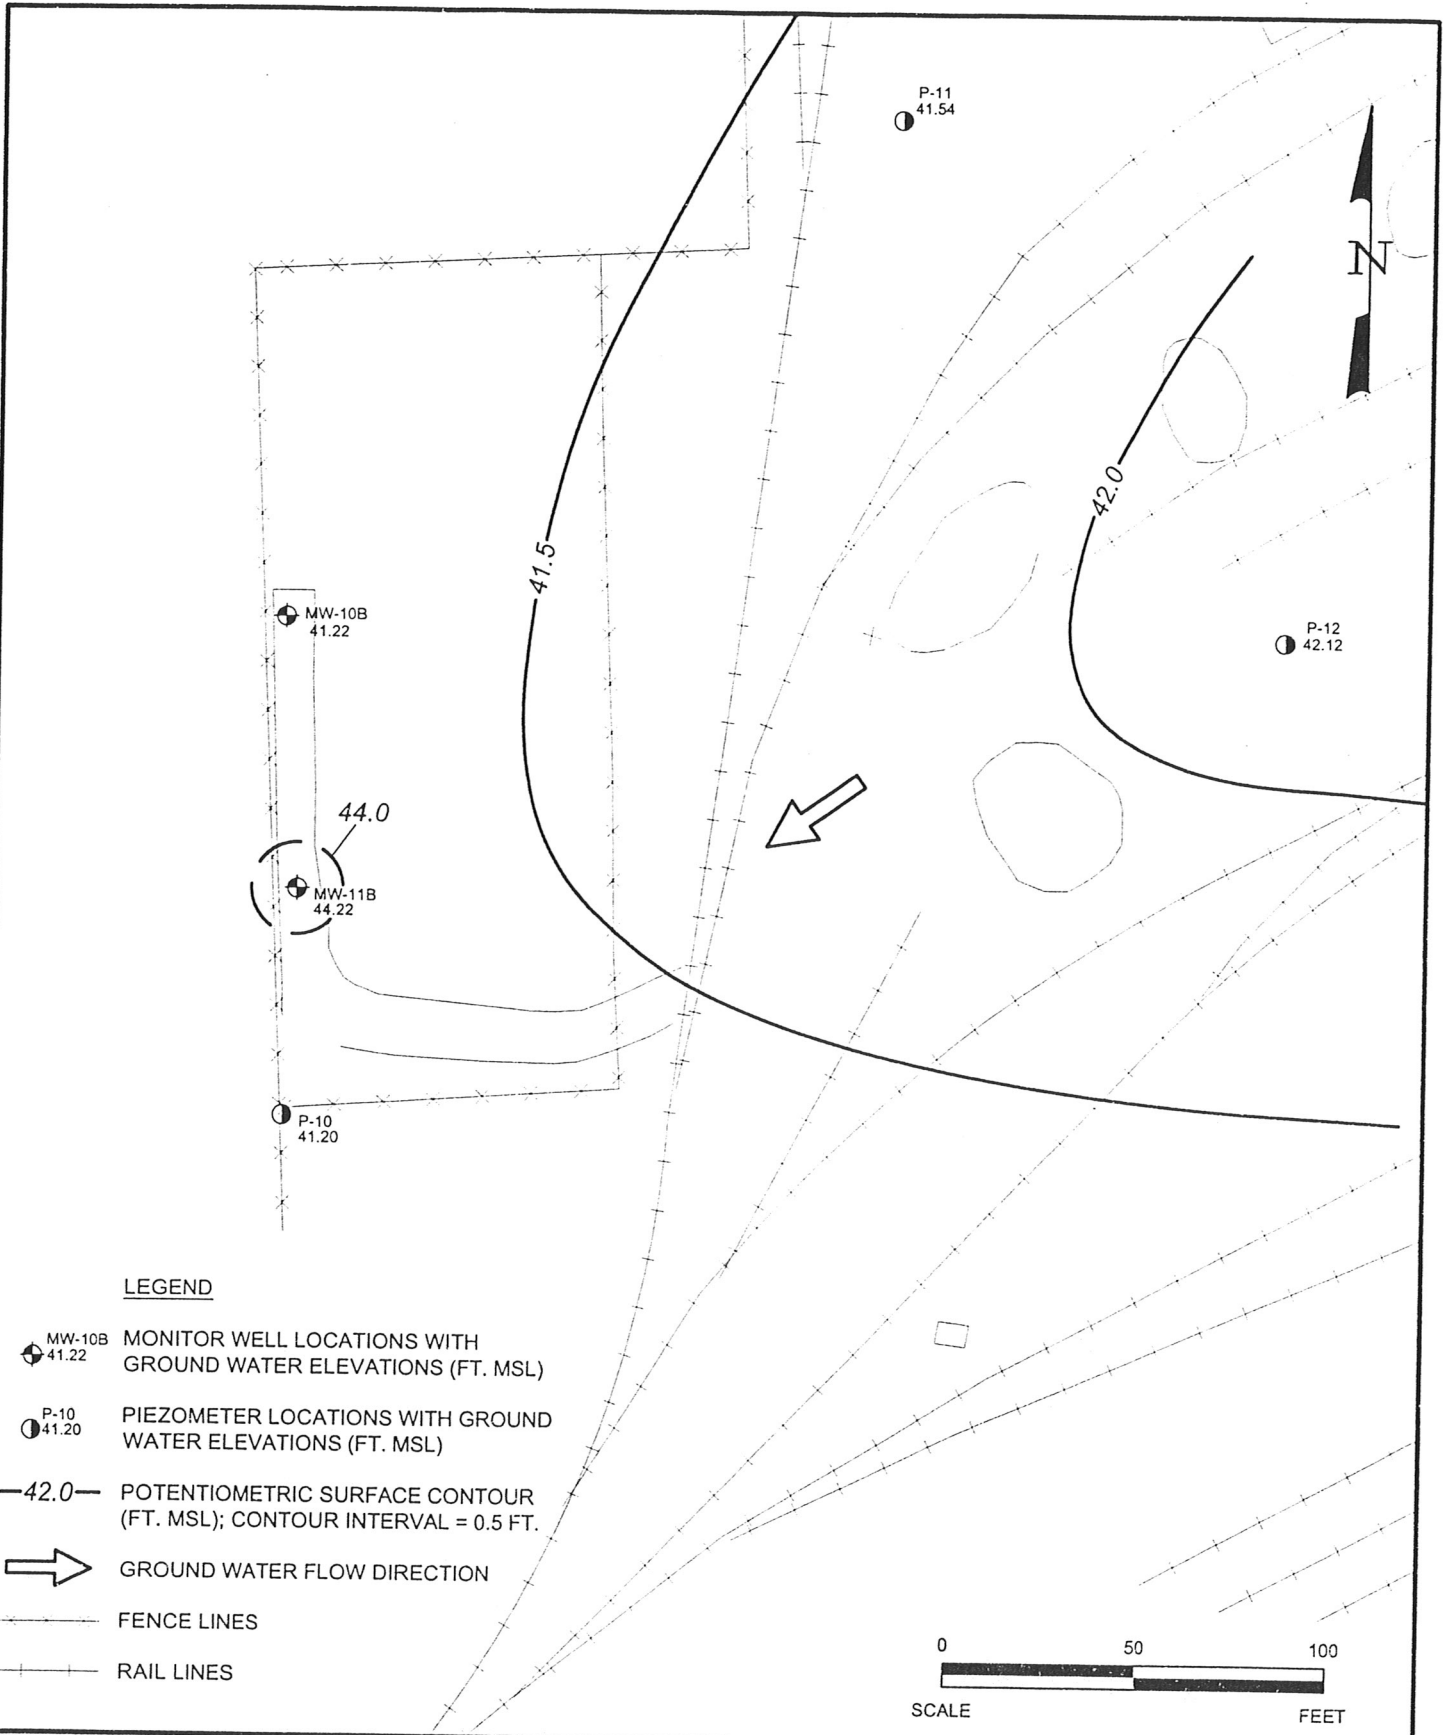 P-11
41.54
N
42.0
41.5
MW-10B
41.22
P-12
42.12
44.0
MW-11B
44.22
P-10
41.20
LEGEND
MW-10B
41.22
MONITOR WELL LOCATIONS WITH
GROUND WATER ELEVATIONS (FT. MSL)
P-10
41.20
PIEZOMETER LOCATIONS WITH GROUND
WATER ELEVATIONS (FT. MSL)
42.0
POTENTIOMETRIC SURFACE CONTOUR
(FT. MSL); CONTOUR INTERVAL = 0.5 FT.
GROUND WATER FLOW DIRECTION
FENCE LINES
RAIL LINES
0 50 100
SCALE FEET